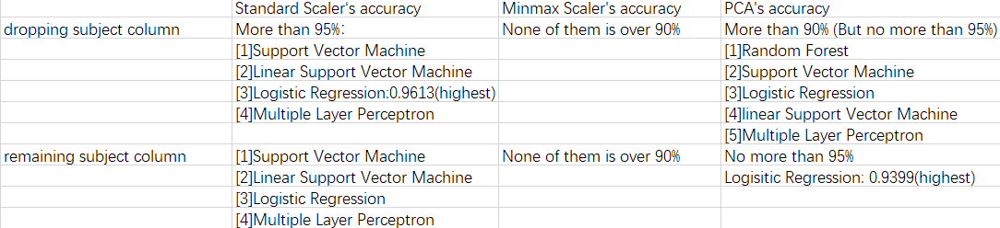 Standard Scaler's accuracy Minmax Scaler's accuracy PCA's accuracy
dropping subject column More than 95%: None of them is over 90% More than 90% (But no more than 95%)
[1]Support Vector Machine [1]Random Forest
[2]Linear Support Vector Machine [2]Support Vector Machine
[3]Logistic Regression:0.9613(highest) [3]Logistic Regression
[4]Multiple Layer Perceptron [4]linear Support Vector Machine
[5]Multiple Layer Perceptron
remaining subject column [1]Support Vector Machine None of them is over 90% No more than 95%
[2]Linear Support Vector Machine Logisitic Regression: 0.9399(highest)
[3]Logistic Regression
[4]Multiple Layer Perceptron